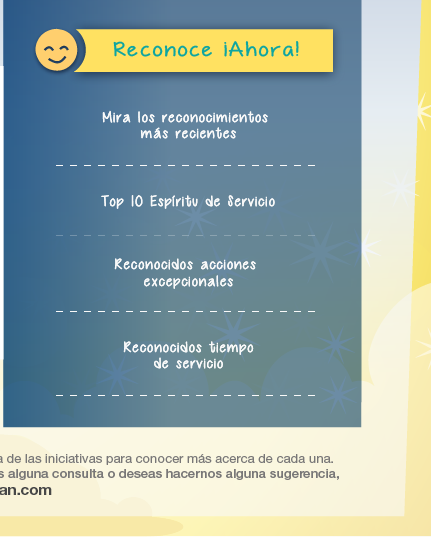 Reconoce ¡Ahora!
Mira los reconocimientos
más recientes
Top 10 Espíritu de Servicio
Reconocidos acciones
excepcionales
Reconocidos tiempo
de servicio
a de las iniciativas para conocer más acerca de cada una.
s alguna consulta o deseas hacernos alguna sugerencia,
an.com